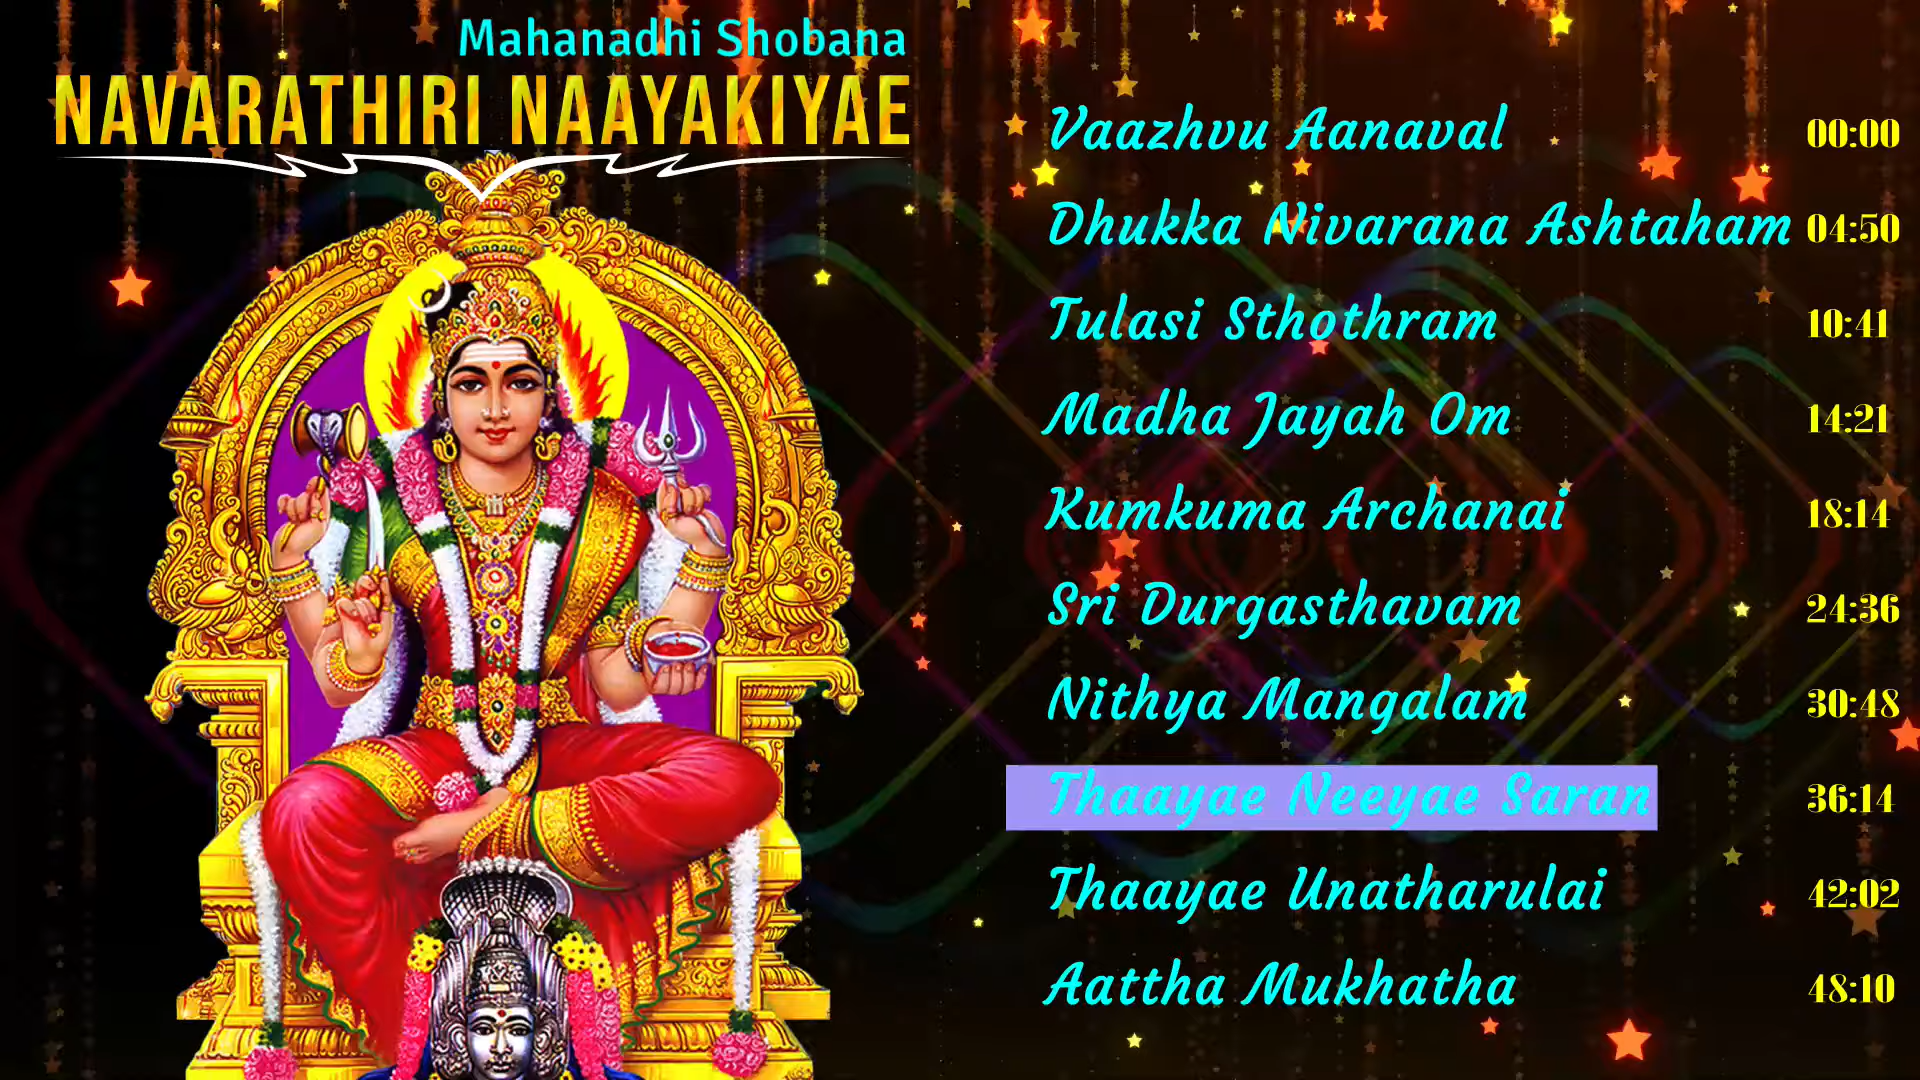 Mahanadhi Shobana
NAVARATHIRI NAAYAKIYAE
Vaazhvu Aanaval 00:00
Dhukka Nivarana Ashtaham 04:50
Tulasi Sthothram 10:41
Madha Jayah Om 14:21
Kumkuma Archanai 18:14
Sri Durgasthavam 24:36
Nithya Mangalam 30:48
Thaayae Neeyae Saran 36:14
Thaayae Unatharulai 42:02
Aattha Mukhatha 48:10